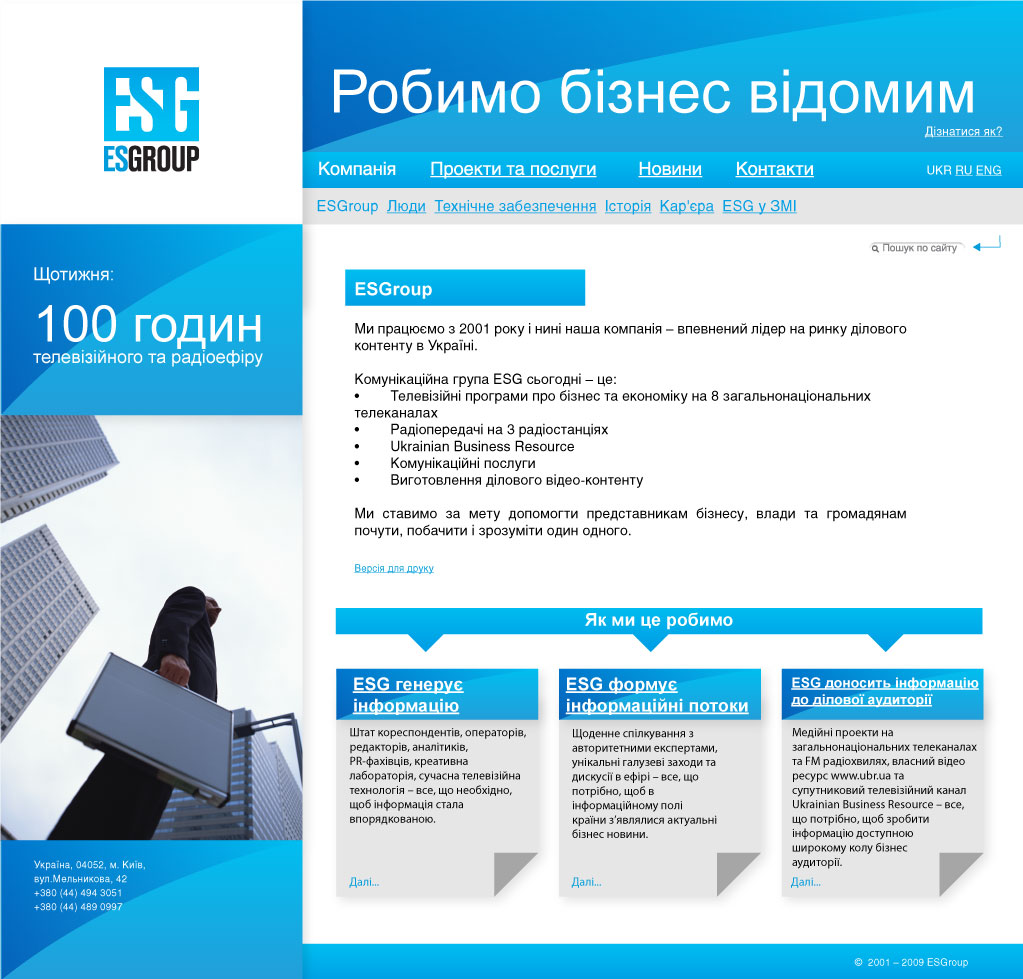 ESG
ESGROUP
Робимо бізнес відомим
Дізнатися як?
Компанія Проекти та послуги Новини Контакти UKR RU ENG
ESGroup Люди Технічне забезпечення Історія Кар'єра ESG у ЗМІ
Пошук по сайту
Щотижня:
100 годин
телевізійного та радіоефіру
ESGroup
Ми працюємо з 2001 року і нині наша компанія – впевнений лідер на ринку ділового
контенту в Україні.
Комунікаційна група ESG сьогодні – це:
• Телевізійні програми про бізнес та економіку на 8 загальнонаціональних
телеканалах
• Радіопередачі на 3 радіостанціях
• Ukrainian Business Resource
• Комунікаційні послуги
• Виготовлення ділового відео-контенту
Ми ставимо за мету допомогти представникам бізнесу, влади та громадянам
почути, побачити і зрозуміти один одного.
Версія для друку
Як ми це робимо
ESG генерує
інформацію
Штат кореспондентів, операторів,
редакторів, аналітиків,
PR-фахівців, креативна
лабораторія, сучасна телевізійна
технологія – все, що необхідно,
щоб інформація стала
впорядкованою.
Далі...
ESG формує
інформаційні потоки
Щоденне спілкування з
авторитетними експертами,
унікальні галузеві заходи та
дискусії в ефірі – все, що
потрібно, щоб в
інформаційному полі
країни з'являлися актуальні
бізнес новини.
Далі...
ESG доносить інформацію
до ділової аудиторії
Медійні проекти на
загальнонаціональних телеканалах
та FM радіохвилях, власний відео
ресурс www.ubr.ua та
супутниковий телевізійний канал
Ukrainian Business Resource – все,
що потрібно, щоб зробити
інформацію доступною
широкому колу бізнес
аудиторії.
Далі...
Україна, 04052, м. Київ,
вул.Мельникова, 42
+380 (44) 494 3051
+380 (44) 489 0997
© 2001 – 2009 ESGroup